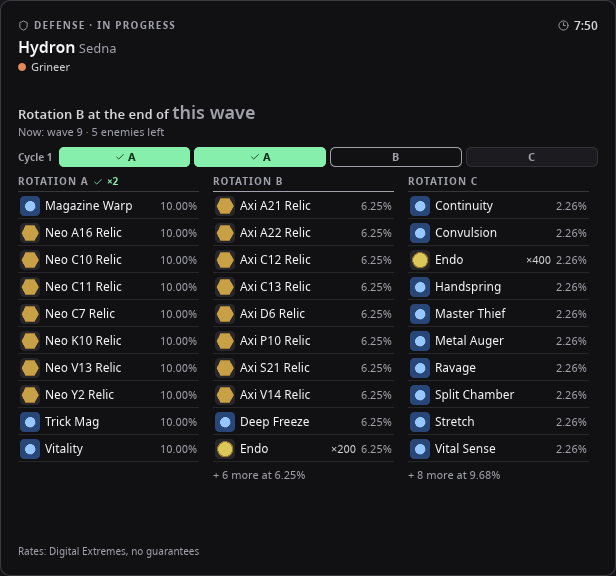 DEFENSE · IN PROGRESS
7:50
Hydron Sedna
Grineer
Rotation B at the end of this wave
Now: wave 9 · 5 enemies left
Cycle 1 ✓ A ✓ A B C
ROTATION A ✓ ×2
Magazine Warp 10.00%
Neo A16 Relic 10.00%
Neo C10 Relic 10.00%
Neo C11 Relic 10.00%
Neo C7 Relic 10.00%
Neo K10 Relic 10.00%
Neo V13 Relic 10.00%
Neo Y2 Relic 10.00%
Trick Mag 10.00%
Vitality 10.00%
ROTATION B
Axi A21 Relic 6.25%
Axi A22 Relic 6.25%
Axi C12 Relic 6.25%
Axi C13 Relic 6.25%
Axi D6 Relic 6.25%
Axi P10 Relic 6.25%
Axi S21 Relic 6.25%
Axi V14 Relic 6.25%
Deep Freeze 6.25%
Endo ×200 6.25%
+ 6 more at 6.25%
ROTATION C
Continuity 2.26%
Convulsion 2.26%
Endo ×400 2.26%
Handspring 2.26%
Master Thief 2.26%
Metal Auger 2.26%
Ravage 2.26%
Split Chamber 2.26%
Stretch 2.26%
Vital Sense 2.26%
+ 8 more at 9.68%
Rates: Digital Extremes, no guarantees